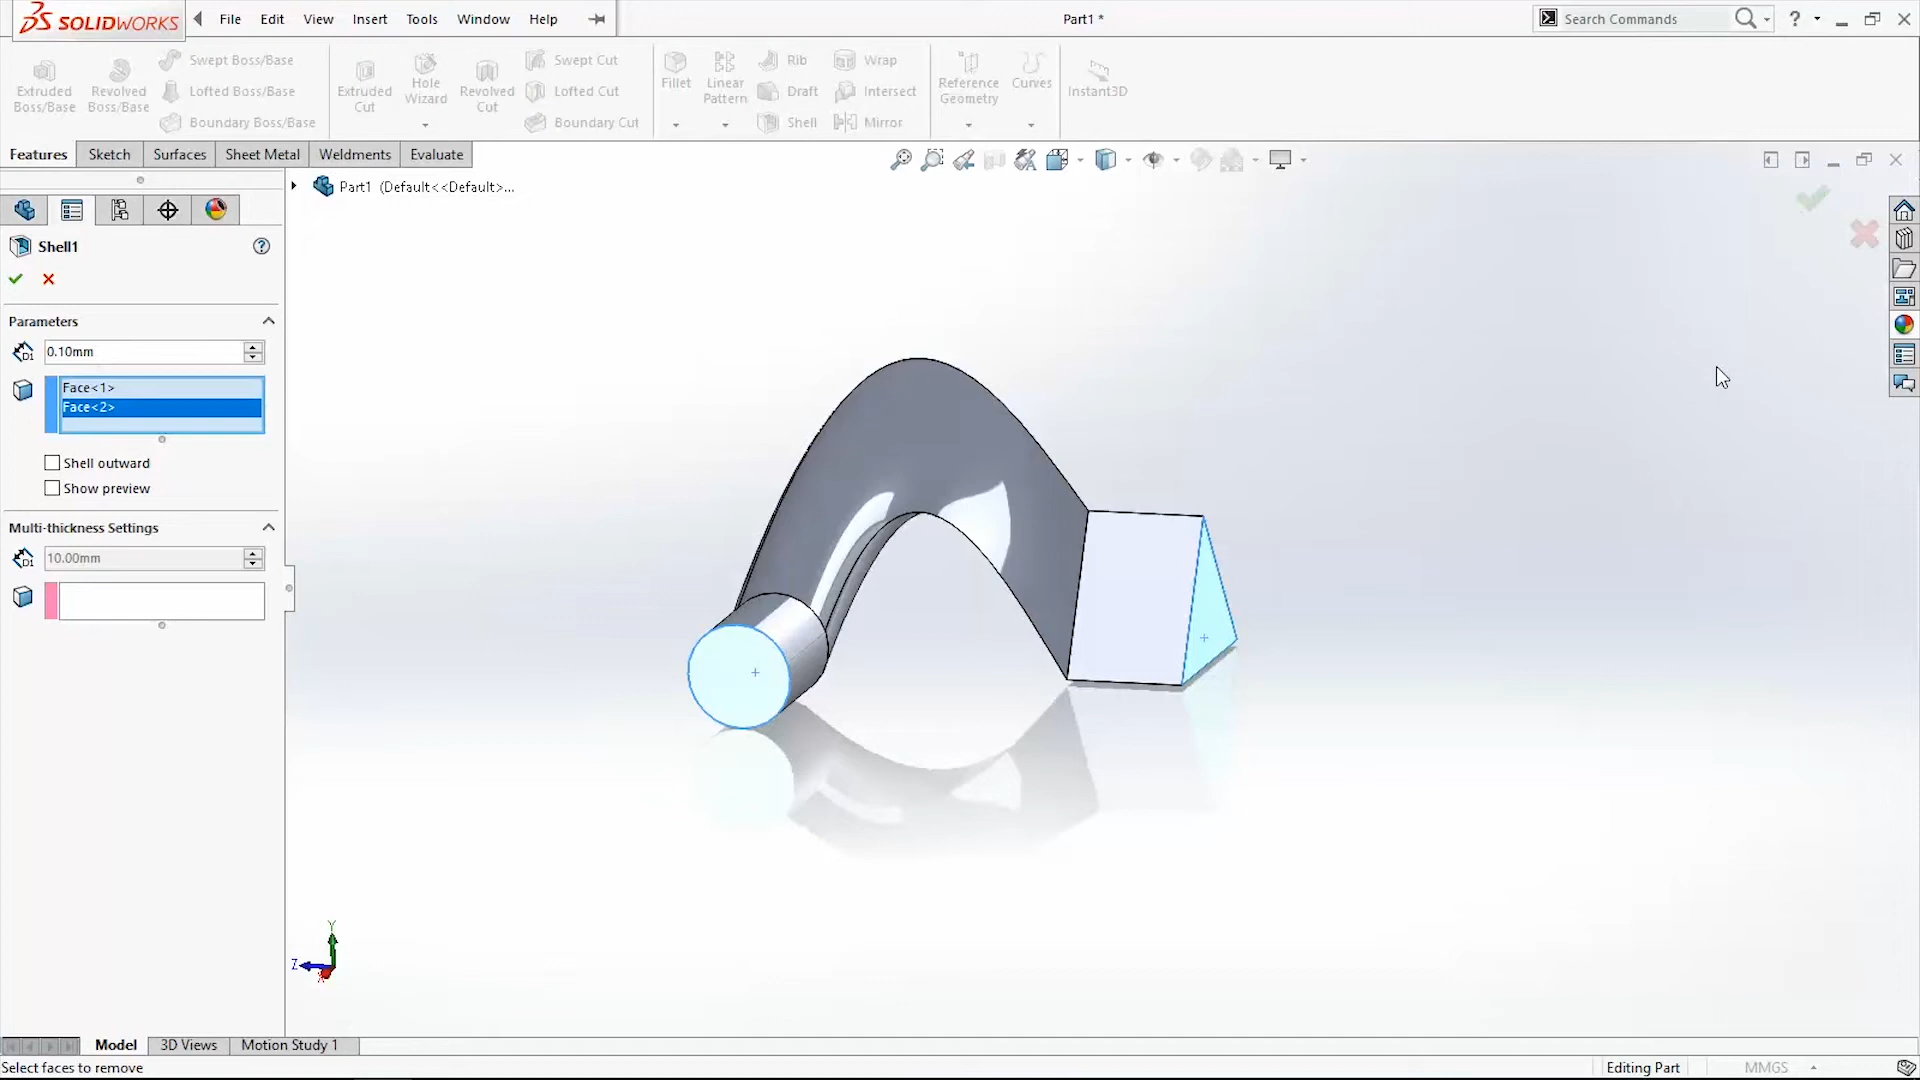 SOLIDWORKS File Edit View Insert Tools Window Help Part1 * Search Commands ?
Extruded Boss/Base
Revolved Boss/Base
Swept Boss/Base
Lofted Boss/Base
Boundary Boss/Base
Extruded Cut
Hole Wizard
Revolved Cut
Swept Cut
Lofted Cut
Boundary Cut
Fillet
Linear Pattern
Rib
Draft
Shell
Wrap
Intersect
Mirror
Reference Geometry
Curves
Instant3D
Features Sketch Surfaces Sheet Metal Weldments Evaluate
Part1 (Default<<Default>...
Shell1 ?
Parameters
D1 0.10mm
Face<1>
Face<2>
Shell outward
Show preview
Multi-thickness Settings
D1 10.00mm
Y
Z
X
Model 3D Views Motion Study 1
Select faces to remove Editing Part MMGS